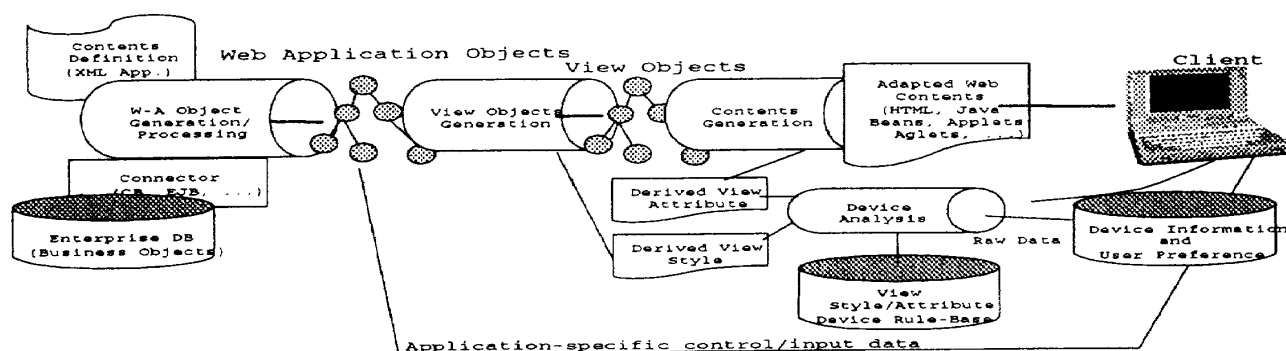 Contents
Definition
(XML App.)
Web Application Objects
View Objects
Client
W-A Object
Generation/
Processing
View Objects
Generation
Contents
Generation
Adapted Web
Contents
(HTML, Java
Beans, Applets
Aglets, ...)
Connector
(CB, EJB, ...)
Enterprise DB
(Business Objects)
Derived View
Attribute
Derived View
Style
Device
Analysis
Raw Data
Device Information
and
User Preference
View
Style/Attribute
Device Rule-Base
Application-specific control/input data